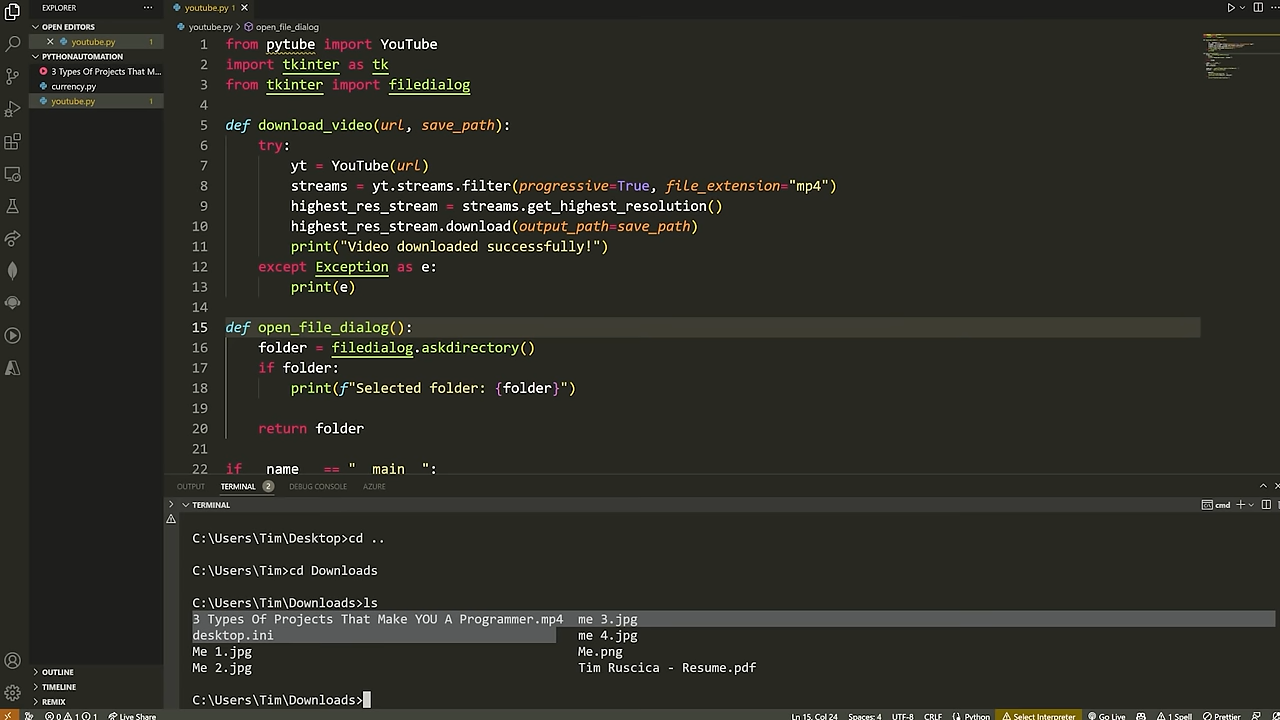 EXPLORER
···
youtube.py 1
OPEN EDITORS
youtube.py 1
PYTHONAUTOMATION
3 Types Of Projects That M...
currency.py
youtube.py 1
OUTLINE
TIMELINE
REMIX
youtube.py > open_file_dialog
1 from pytube import YouTube
2 import tkinter as tk
3 from tkinter import filedialog
4
5 def download_video(url, save_path):
6 try:
7 yt = YouTube(url)
8 streams = yt.streams.filter(progressive=True, file_extension="mp4")
9 highest_res_stream = streams.get_highest_resolution()
10 highest_res_stream.download(output_path=save_path)
11 print("Video downloaded successfully!")
12 except Exception as e:
13 print(e)
14
15 def open_file_dialog():
16 folder = filedialog.askdirectory()
17 if folder:
18 print(f"Selected folder: {folder}")
19
20 return folder
21
22 if __name__ == "__main__":
OUTPUT TERMINAL 2 DEBUG CONSOLE AZURE
TERMINAL cmd
C:\Users\Tim\Desktop>cd ..
C:\Users\Tim>cd Downloads
C:\Users\Tim\Downloads>ls
3 Types Of Projects That Make YOU A Programmer.mp4 me 3.jpg
desktop.ini me 4.jpg
Me 1.jpg Me.png
Me 2.jpg Tim Ruscica - Resume.pdf
C:\Users\Tim\Downloads>
0 1 1 Live Share Ln 15, Col 24 Spaces: 4 UTF-8 CRLF Python Select Interpreter Go Live 1 Spell Prettier